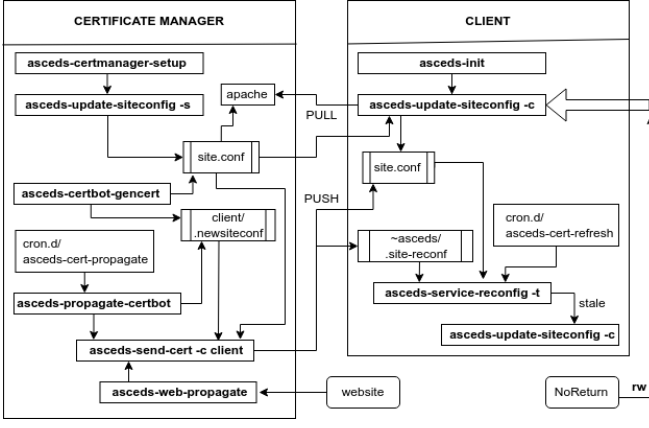 CERTIFICATE MANAGER
CLIENT
asceds-certmanager-setup
asceds-init
apache
asceds-update-siteconfig -s
asceds-update-siteconfig -c
PULL
site.conf
site.conf
asceds-certbot-gencert
PUSH
client/
.newsiteconf
cron.d/
asceds-cert-refresh
cron.d/
asceds-cert-propagate
~asceds/
.site-reconf
asceds-propagate-certbot
asceds-service-reconfig -t
stale
asceds-update-siteconfig -c
asceds-send-cert -c client
asceds-web-propagate
website
NoReturn
rw